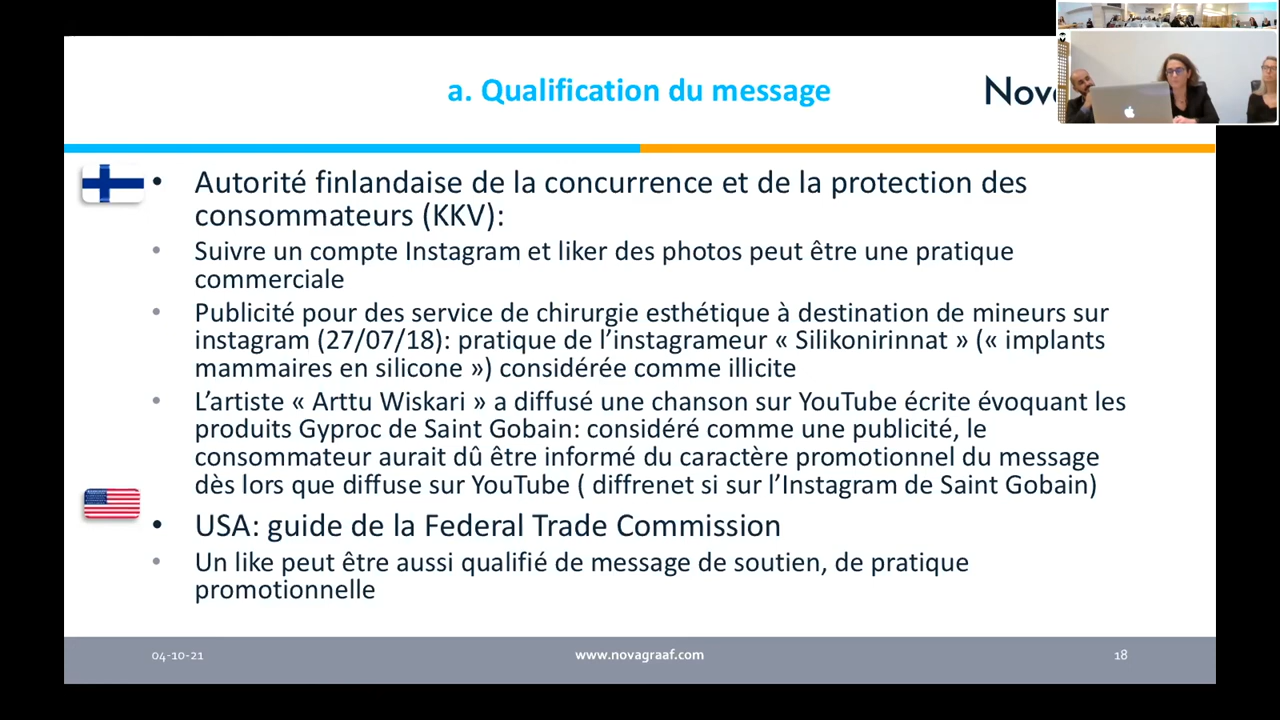 a. Qualification du message
Nov
• Autorité finlandaise de la concurrence et de la protection des
consommateurs (KKV):
• Suivre un compte Instagram et liker des photos peut être une pratique
commerciale
• Publicité pour des service de chirurgie esthétique à destination de mineurs sur
instagram (27/07/18): pratique de l’instagrameur « Silikonirinnat » (« implants
mammaires en silicone ») considérée comme illicite
• L’artiste « Arttu Wiskari » a diffusé une chanson sur YouTube écrite évoquant les
produits Gyproc de Saint Gobain: considéré comme une publicité, le
consommateur aurait dû être informé du caractère promotionnel du message
dès lors que diffuse sur YouTube ( diffrenet si sur l’Instagram de Saint Gobain)
• USA: guide de la Federal Trade Commission
• Un like peut être aussi qualifié de message de soutien, de pratique
promotionnelle
04-10-21
www.novagraaf.com
18